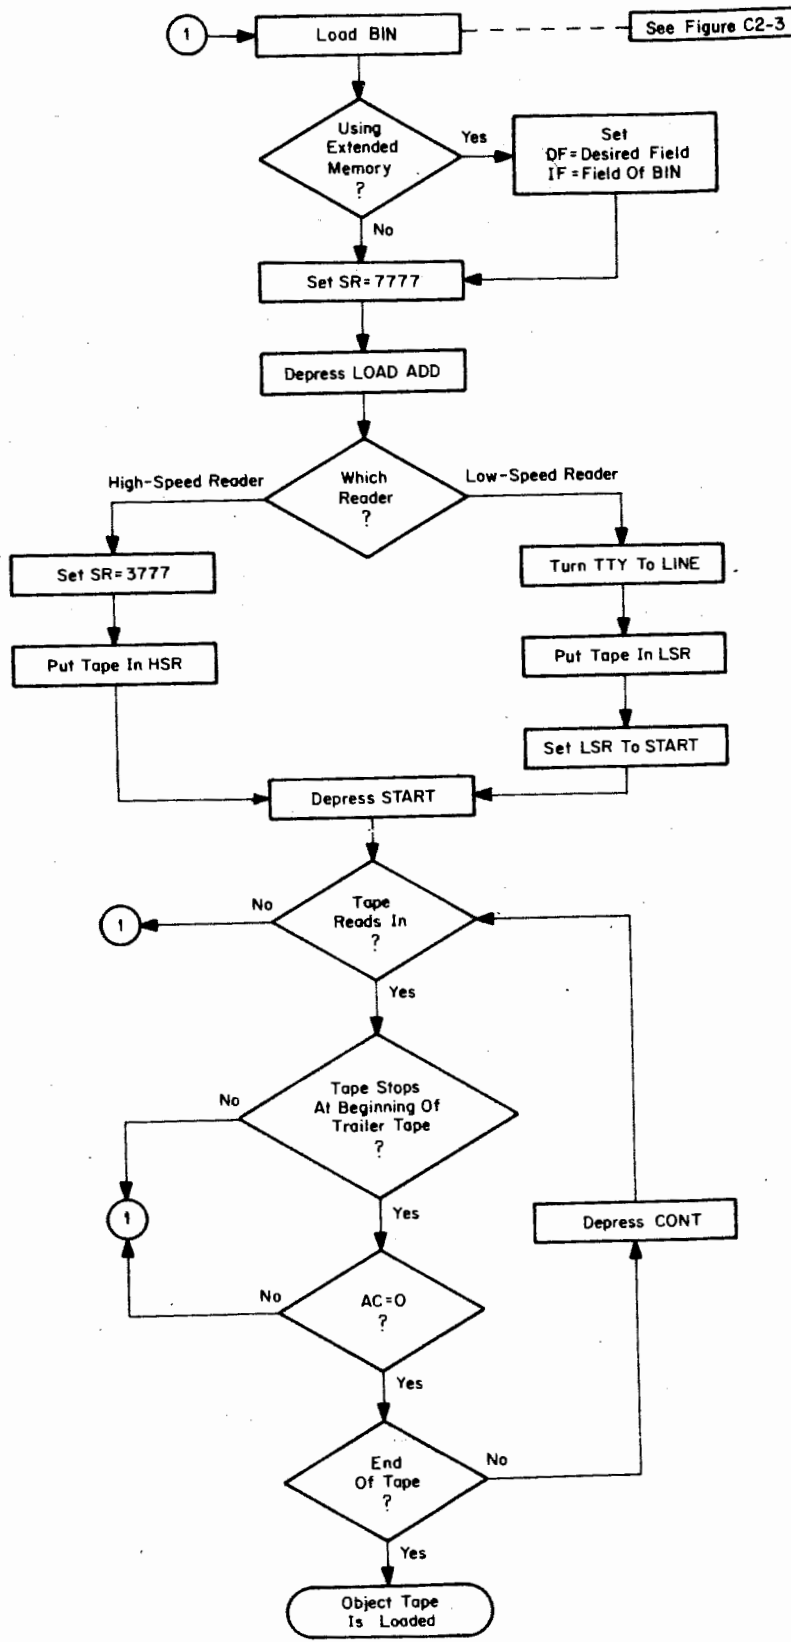 1
Load BIN
See Figure C2-3
Using
Extended
Memory
?
Yes
Set
DF=Desired Field
IF=Field Of BIN
No
Set SR=7777
Depress LOAD ADD
High-Speed Reader
Which
Reader
?
Low-Speed Reader
Set SR=3777
Turn TTY To LINE
Put Tape In HSR
Put Tape In LSR
Set LSR To START
Depress START
No
Tape
Reads In
?
1
Yes
No
Tape Stops
At Beginning Of
Trailer Tape
?
Yes
1
Depress CONT
No
AC=0
?
Yes
End
Of Tape
?
No
Yes
Object Tape
Is Loaded